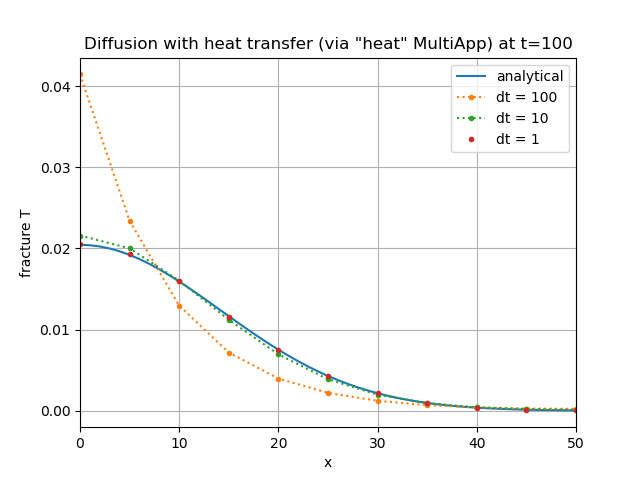 Diffusion with heat transfer (via "heat" MultiApp) at t=100
analytical
dt = 100
dt = 10
dt = 1
fracture T
0.04
0.03
0.02
0.01
0.00
0 10 20 30 40 50
x